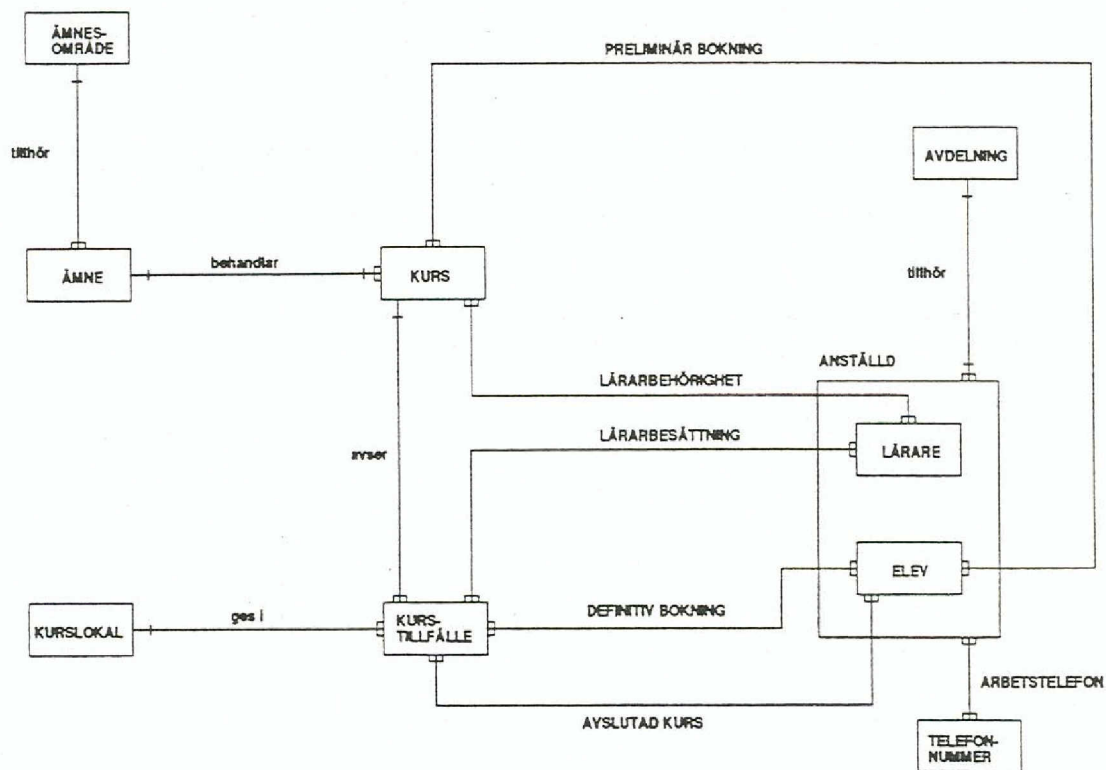 ÄMNES-
OMRÅDE
PRELIMINÄR BOKNING
tillhör
AVDELNING
ÄMNE
behandlar
KURS
tillhör
ANSTÄLLD
LÄRARBEHÖRIGHET
LÄRARBESÄTTNING
LÄRARE
avser
ELEV
KURSLOKAL
ges i
KURS-
TILLFÄLLE
DEFINITIV BOKNING
ARBETSTELEFON
AVSLUTAD KURS
TELEFON-
NUMMER